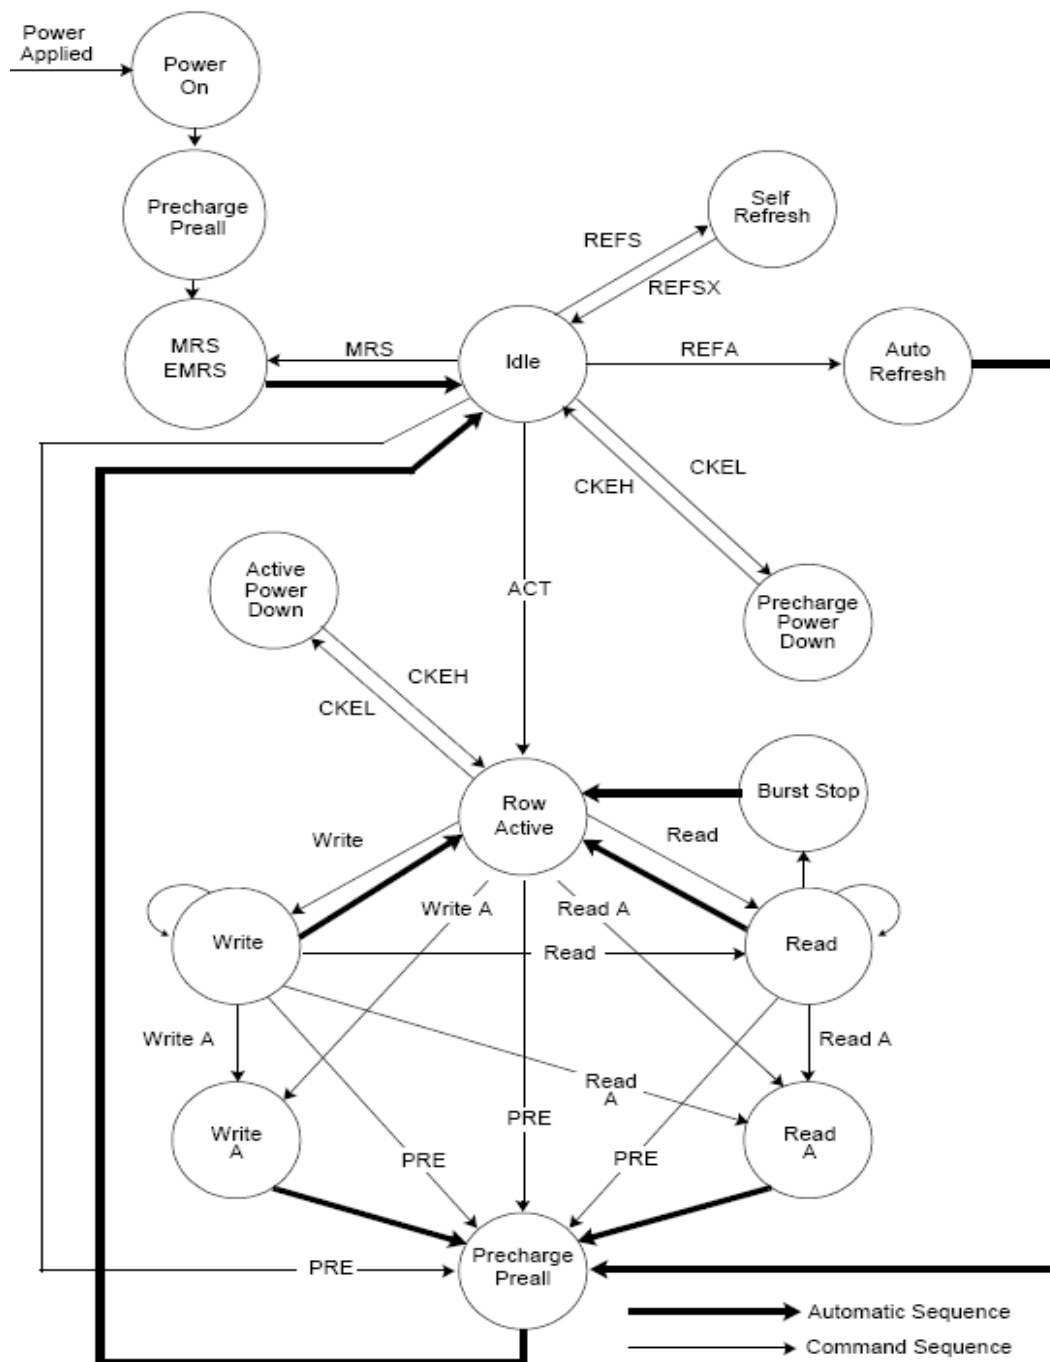 Power
Applied
Power
On
Precharge
Preall
Self
Refresh
REFS
REFSX
MRS
EMRS
MRS
Idle
REFA
Auto
Refresh
CKEL
CKEH
Active
Power
Down
ACT
Precharge
Power
Down
CKEH
CKEL
Row
Active
Burst Stop
Write
Read
Write A
Read A
Write
Read
Read
Write A
Read A
Read
A
Write
A
PRE
Read
A
PRE
PRE
Precharge
Preall
PRE
Automatic Sequence
Command Sequence